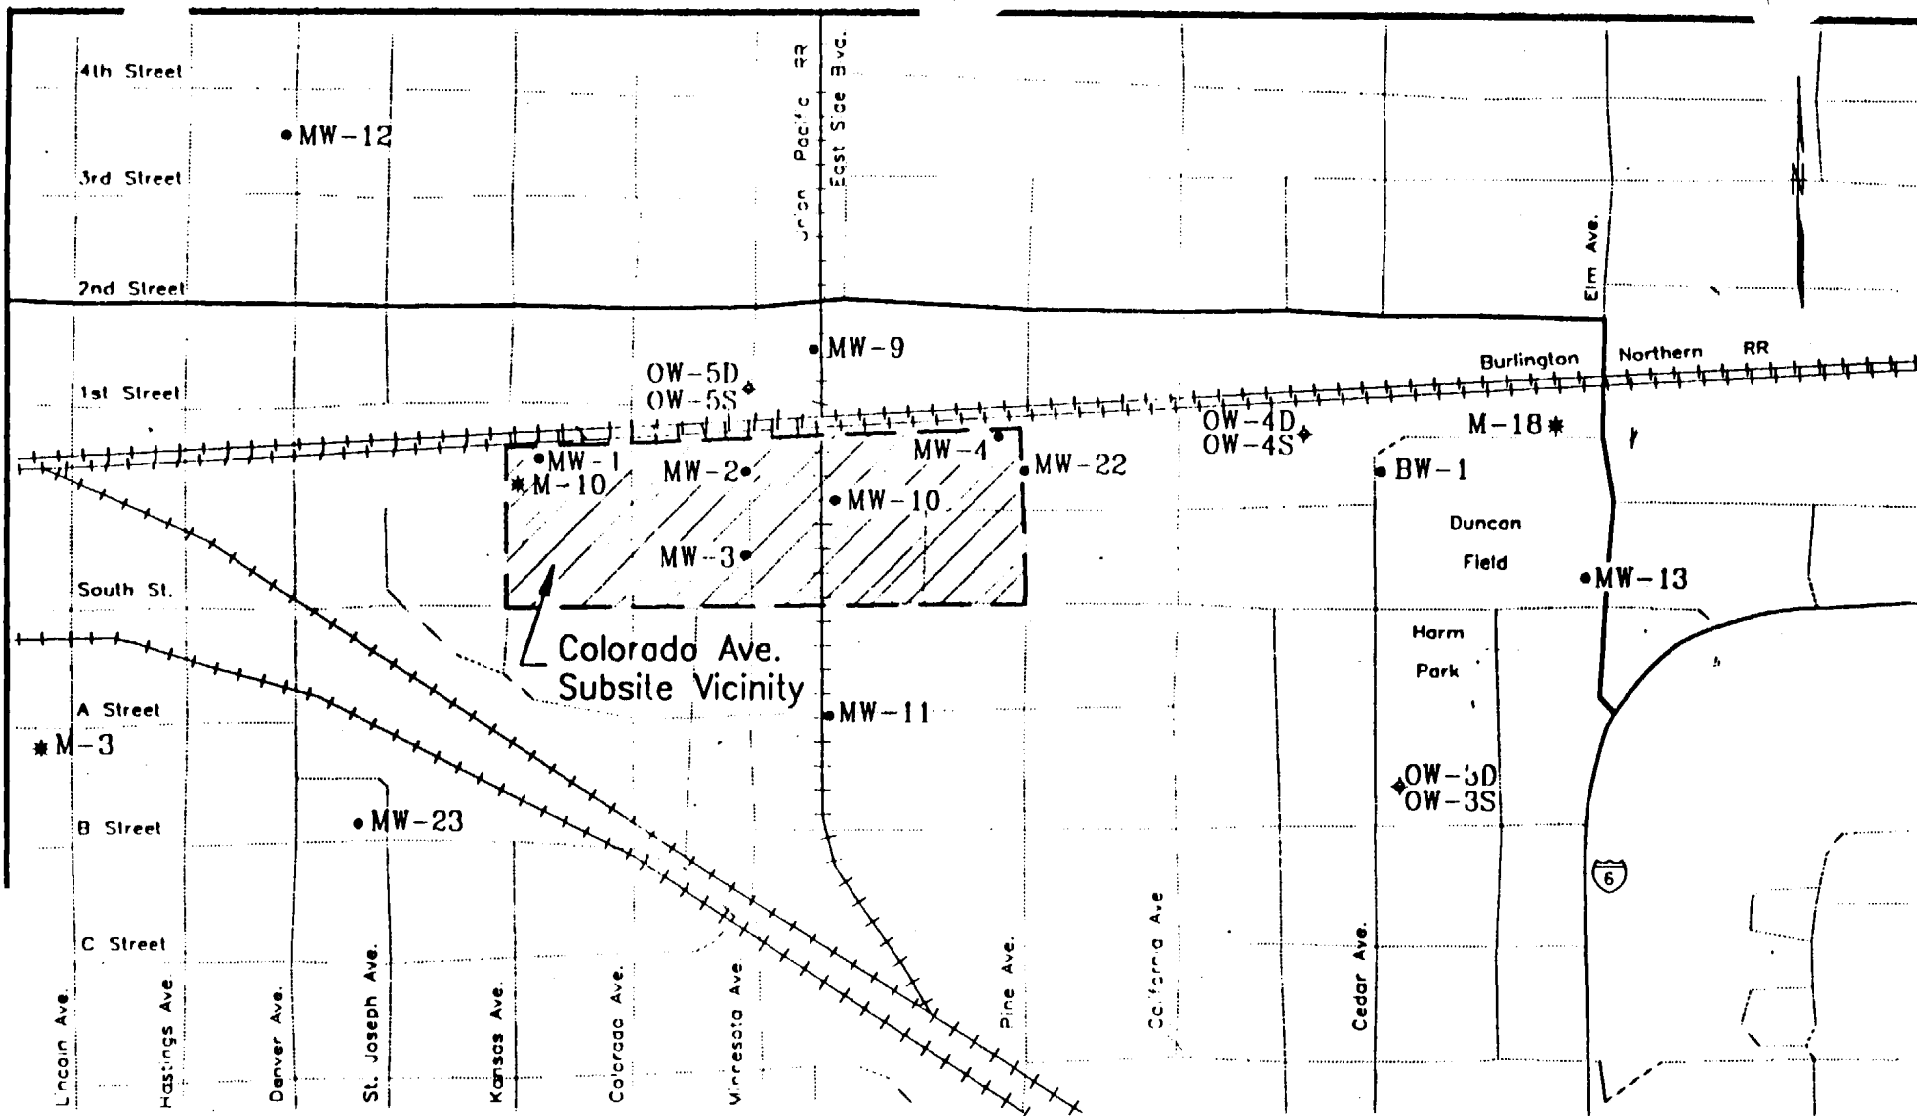 4th Street
MW-12
3rd Street
2nd Street
Union Pacific RR
East Side Blvd.
Elm Ave.
N
MW-9
Burlington Northern RR
OW-5D
OW-5S
1st Street
OW-4D
OW-4S
M-18
MW-4
MW-1
MW-2
MW-22
BW-1
M-10
MW-10
Duncan
Field
MW-3
MW-13
South St.
Harm
Park
Colorado Ave.
Subsite Vicinity
A Street
MW-11
M-3
OW-3D
OW-3S
MW-23
B Street
6
C Street
Lincoln Ave.
Hastings Ave.
Denver Ave.
St. Joseph Ave.
Kansas Ave.
Colorado Ave.
Minnesota Ave.
Pine Ave.
California Ave
Cedar Ave.